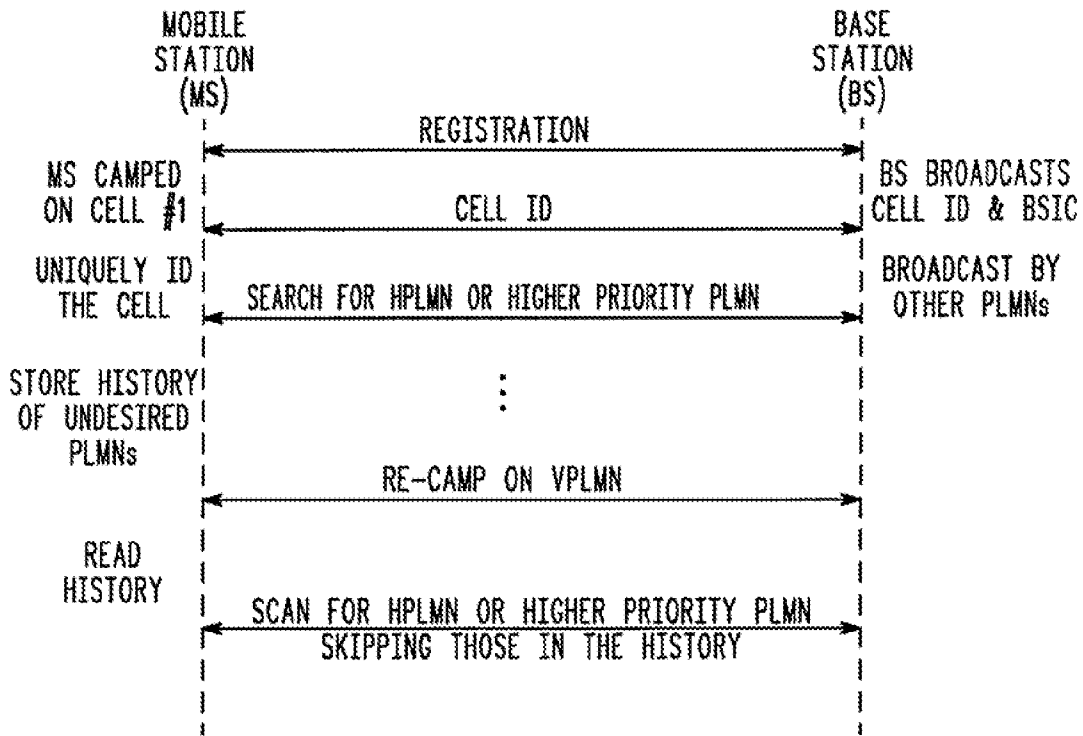 MOBILE
STATION
(MS)
BASE
STATION
(BS)
REGISTRATION
MS CAMPED
ON CELL #1
CELL ID
BS BROADCASTS
CELL ID & BSIC
UNIQUELY ID
THE CELL
SEARCH FOR HPLMN OR HIGHER PRIORITY PLMN
BROADCAST BY
OTHER PLMNs
STORE HISTORY
OF UNDESIRED
PLMNs
RE-CAMP ON VPLMN
READ
HISTORY
SCAN FOR HPLMN OR HIGHER PRIORITY PLMN
SKIPPING THOSE IN THE HISTORY